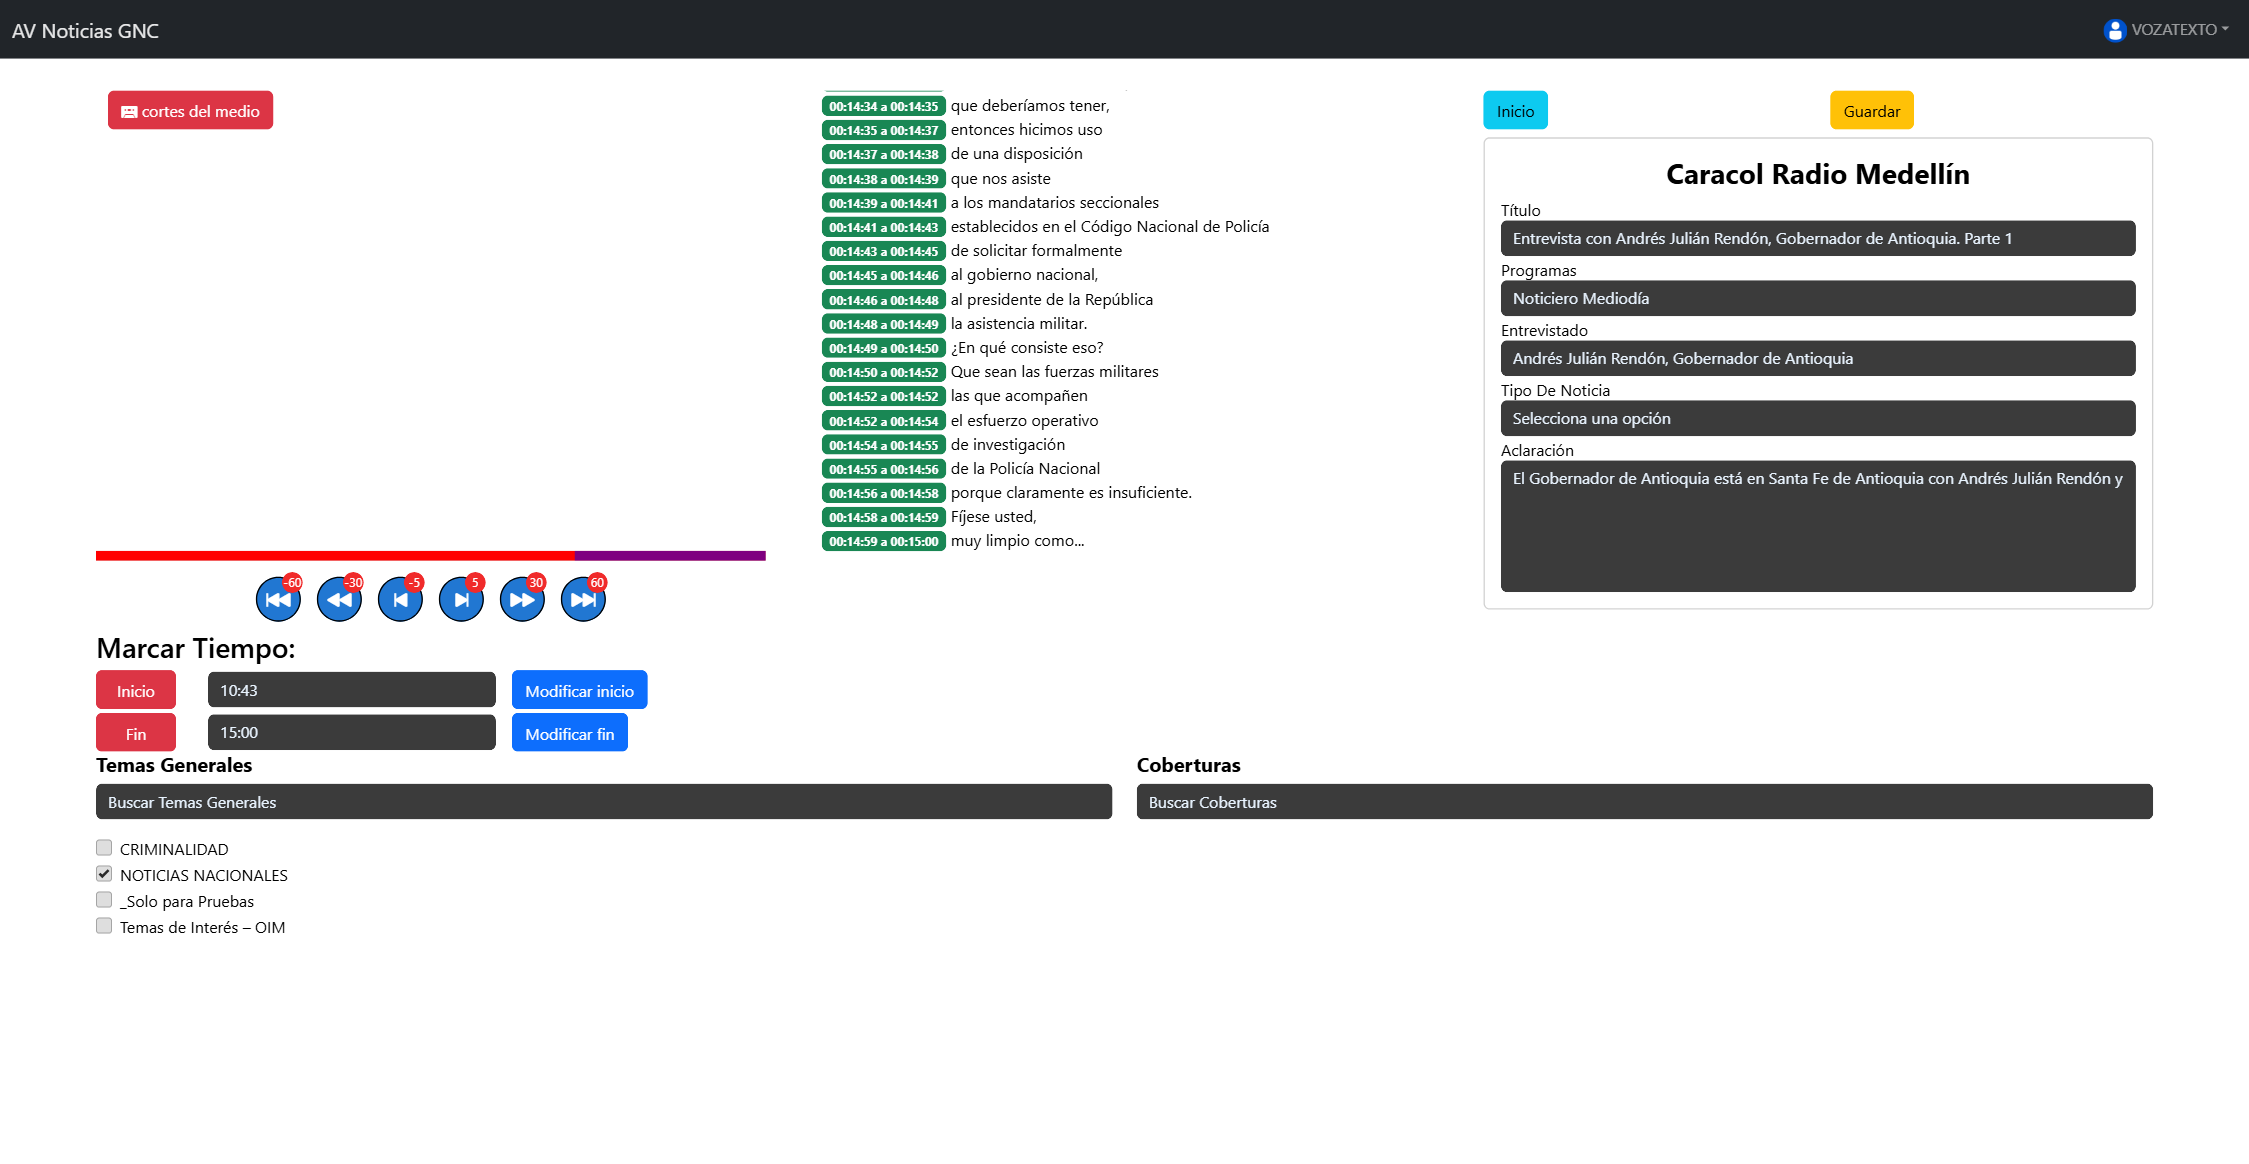 AV Noticias GNC
VOZATEXTO
cortes del medio
-60
-30
-5
5
30
60
Marcar Tiempo:
Inicio
10:43
Modificar inicio
Fin
15:00
Modificar fin
00:14:34 a 00:14:35 que deberíamos tener,
00:14:35 a 00:14:37 entonces hicimos uso
00:14:37 a 00:14:38 de una disposición
00:14:38 a 00:14:39 que nos asiste
00:14:39 a 00:14:41 a los mandatarios seccionales
00:14:41 a 00:14:43 establecidos en el Código Nacional de Policía
00:14:43 a 00:14:45 de solicitar formalmente
00:14:45 a 00:14:46 al gobierno nacional,
00:14:46 a 00:14:48 al presidente de la República
00:14:48 a 00:14:49 la asistencia militar.
00:14:49 a 00:14:50 ¿En qué consiste eso?
00:14:50 a 00:14:52 Que sean las fuerzas militares
00:14:52 a 00:14:52 las que acompañen
00:14:52 a 00:14:54 el esfuerzo operativo
00:14:54 a 00:14:55 de investigación
00:14:55 a 00:14:56 de la Policía Nacional
00:14:56 a 00:14:58 porque claramente es insuficiente.
00:14:58 a 00:14:59 Fíjese usted,
00:14:59 a 00:15:00 muy limpio como...
Inicio
Guardar
Caracol Radio Medellín
Título
Entrevista con Andrés Julián Rendón, Gobernador de Antioquia. Parte 1
Programas
Noticiero Mediodía
Entrevistado
Andrés Julián Rendón, Gobernador de Antioquia
Tipo De Noticia
Selecciona una opción
Aclaración
El Gobernador de Antioquia está en Santa Fe de Antioquia con Andrés Julián Rendón y
Temas Generales
Buscar Temas Generales
CRIMINALIDAD
NOTICIAS NACIONALES
_Solo para Pruebas
Temas de Interés – OIM
Coberturas
Buscar Coberturas